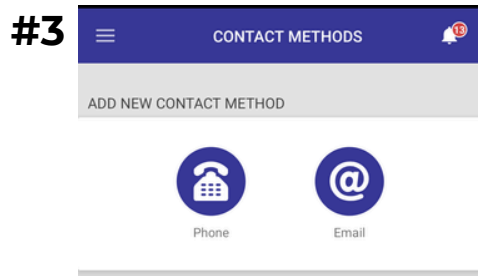 #3
CONTACT METHODS
13
ADD NEW CONTACT METHOD
@
Phone
Email